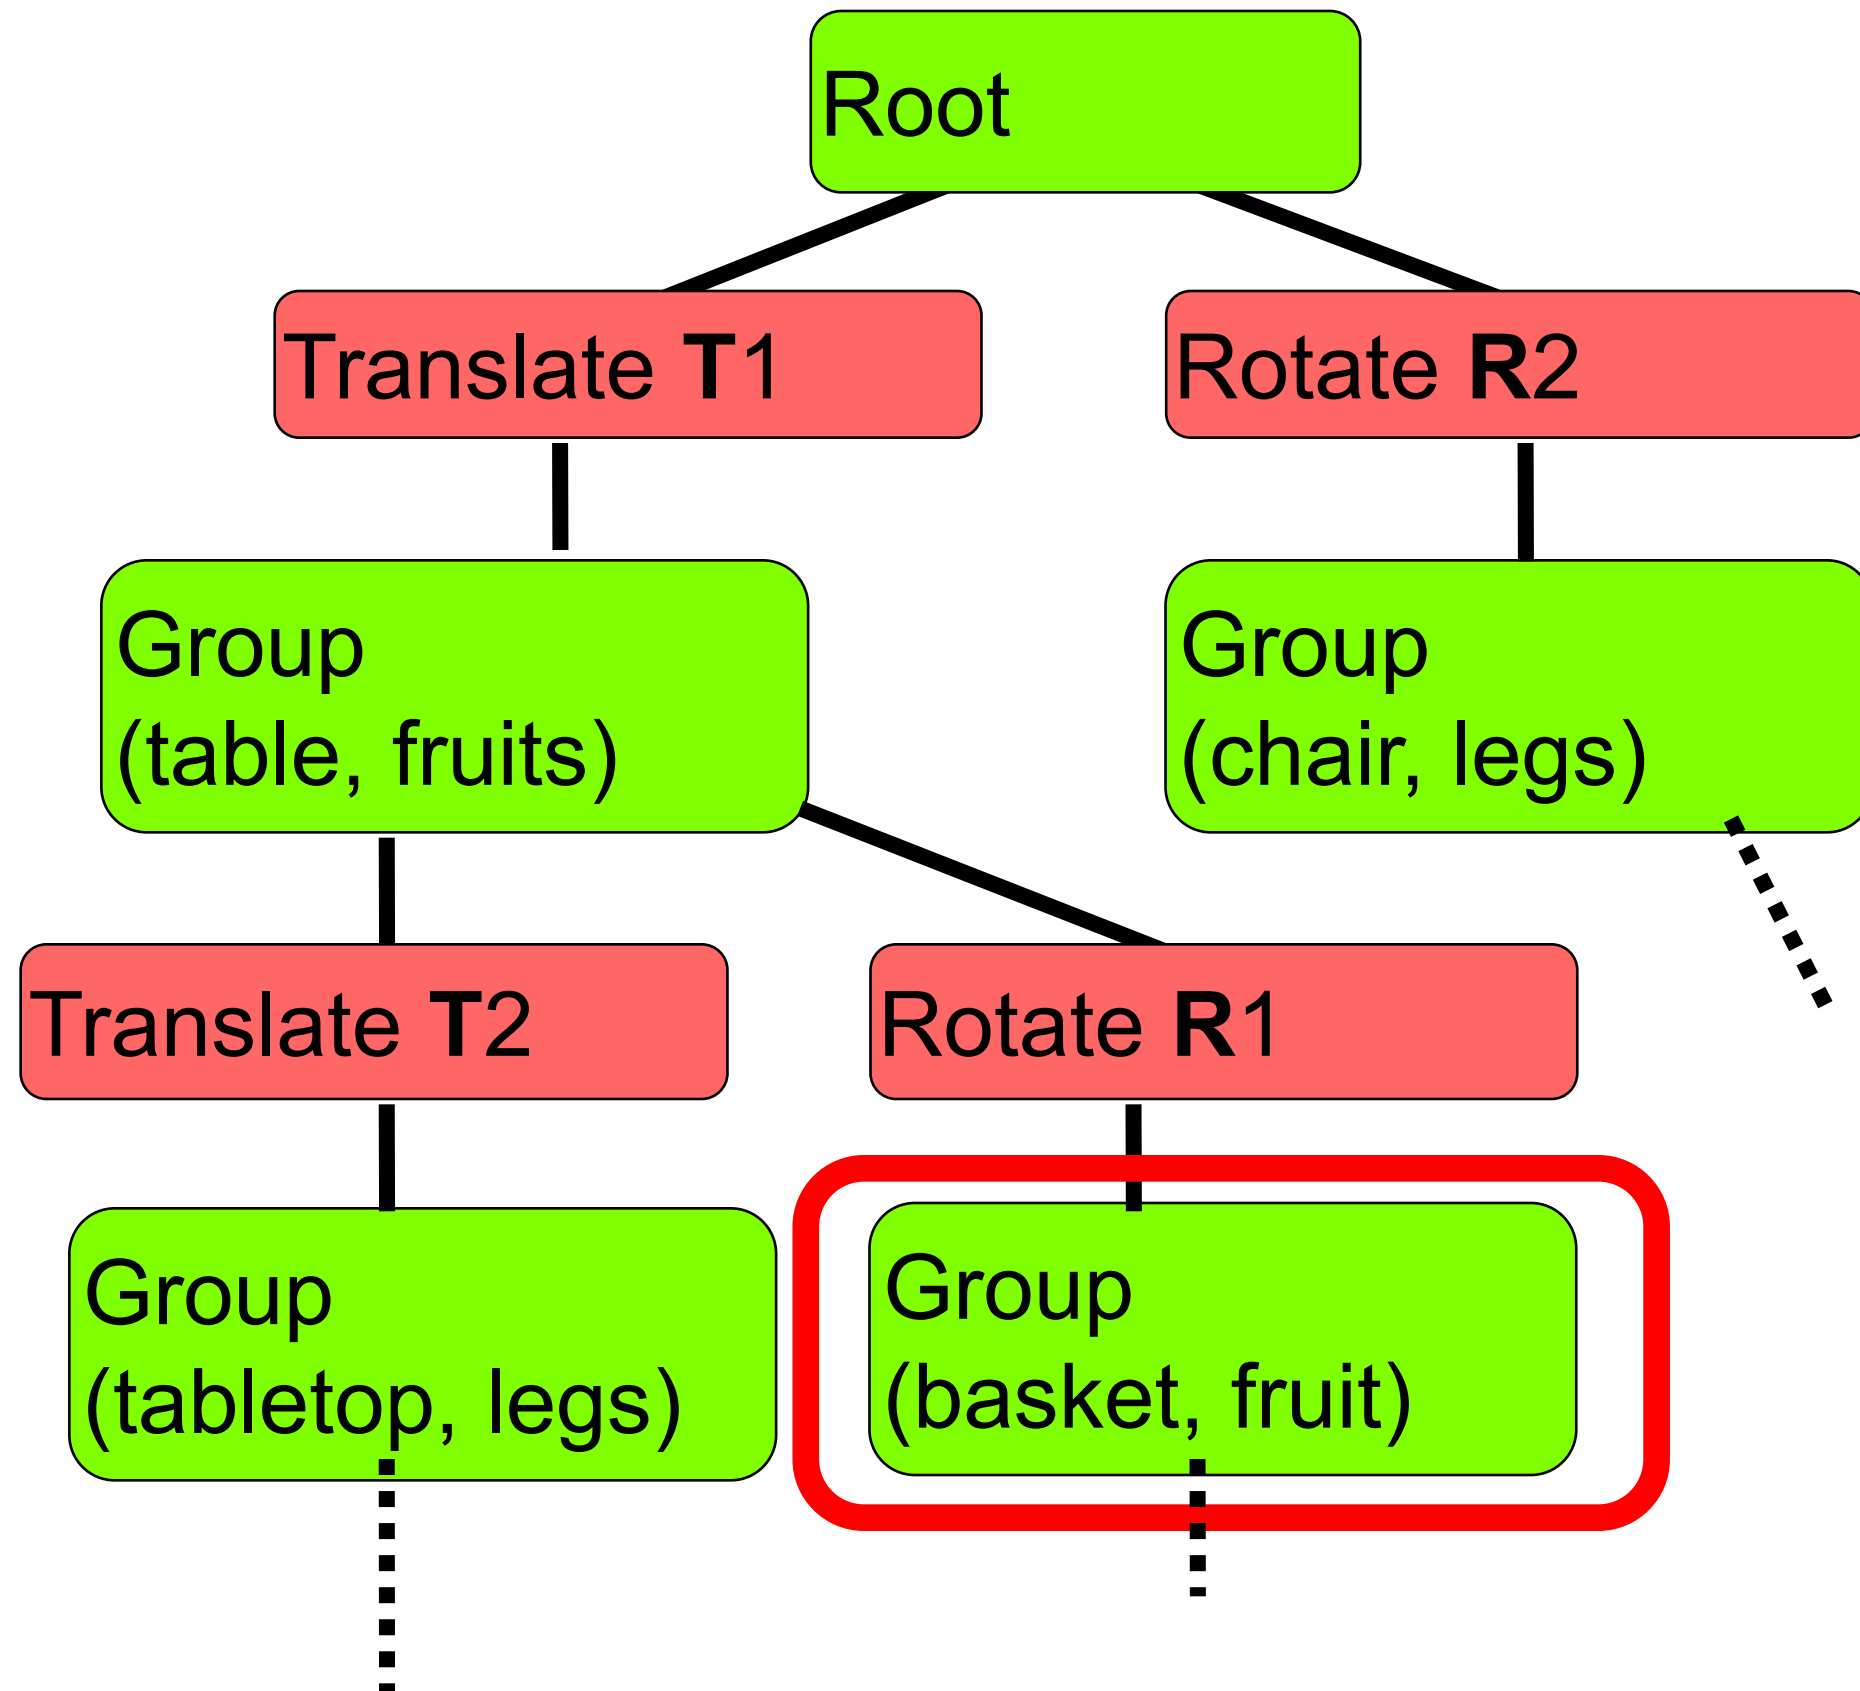 Root
Translate T1
Rotate R2
Group
(table, fruits)
Group
(chair, legs)
Translate T2
Rotate R1
Group
(tabletop, legs)
Group
(basket, fruit)